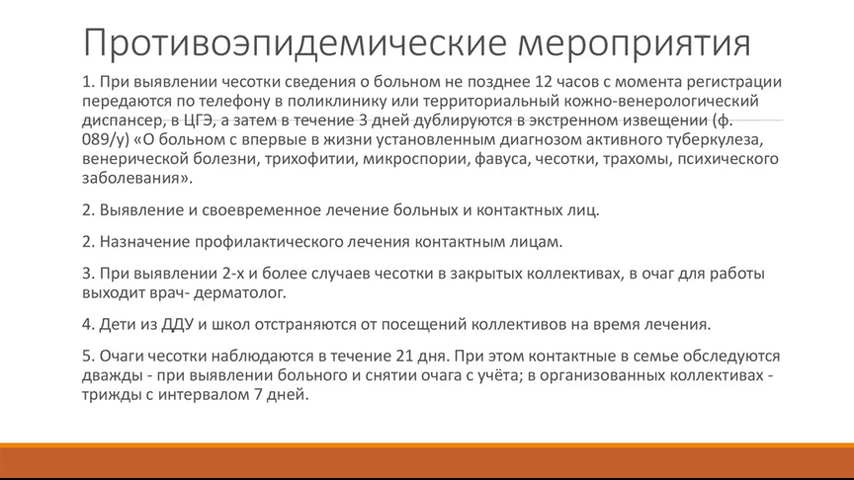 Противоэпидемические мероприятия
1. При выявлении чесотки сведения о больном не позднее 12 часов с момента регистрации
передаются по телефону в поликлинику или территориальный кожно-венерологический
диспансер, в ЦГЭ, а затем в течение 3 дней дублируются в экстренном извещении (ф.
089/у) «О больном с впервые в жизни установленным диагнозом активного туберкулеза,
венерической болезни, трихофитии, микроспории, фавуса, чесотки, трахомы, психического
заболевания».
2. Выявление и своевременное лечение больных и контактных лиц.
2. Назначение профилактического лечения контактным лицам.
3. При выявлении 2-х и более случаев чесотки в закрытых коллективах, в очаг для работы
выходит врач- дерматолог.
4. Дети из ДДУ и школ отстраняются от посещений коллективов на время лечения.
5. Очаги чесотки наблюдаются в течение 21 дня. При этом контактные в семье обследуются
дважды - при выявлении больного и снятии очага с учёта; в организованных коллективах -
трижды с интервалом 7 дней.